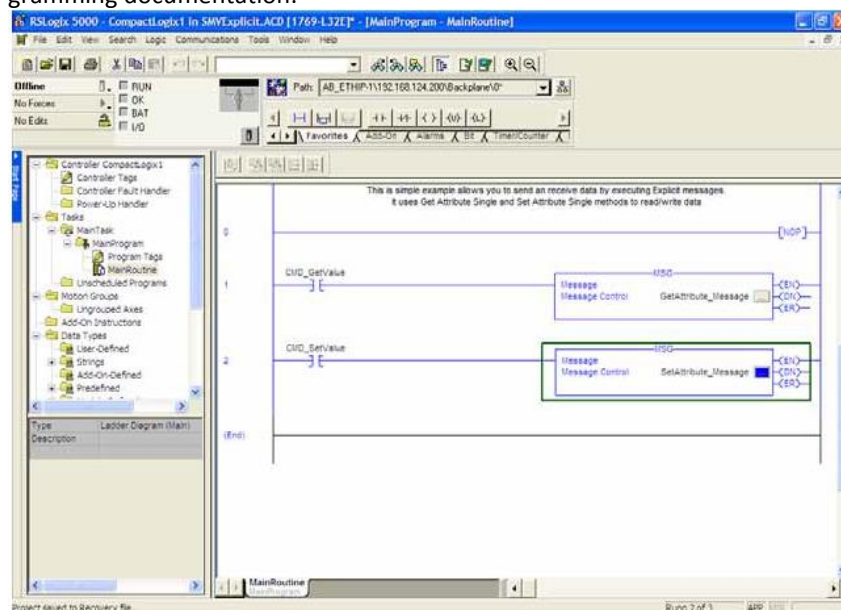 gramming documentation.
RSLogix 5000 - CompactLogix1 in SMVExplicit.ACD [1769-L32E]* - [MainProgram - MainRoutine]
File Edit View Search Logic Communications Tools Window Help
Offline RUN
No Forces OK
No Edits BAT
I/O
Path: AB_ETHIP-1\192.168.124.200\Backplane\0*
Favorites Add-On Alarms Bit Timer/Counter
Start Page
Controller CompactLogix1
Controller Tags
Controller Fault Handler
Power-Up Handler
Tasks
MainTask
MainProgram
Program Tags
MainRoutine
Unscheduled Programs
Motion Groups
Ungrouped Axes
Add-On Instructions
Data Types
User-Defined
Strings
Add-On-Defined
Predefined
Type Ladder Diagram (Main)
Description
This is simple example allows you to send an receive data by executing Explicit messages.
It uses Get Attribute Single and Set Attribute Single methods to read/write data
0 NOP
1 CMD_GetValue MSG
Message EN
Message Control GetAttribute_Message ... DN
ER
2 CMD_SetValue MSG
Message EN
Message Control SetAttribute_Message ... DN
ER
(End)
MainRoutine
MainProgram
Project saved to Recovery file
Rung 2 of 3 APP VER